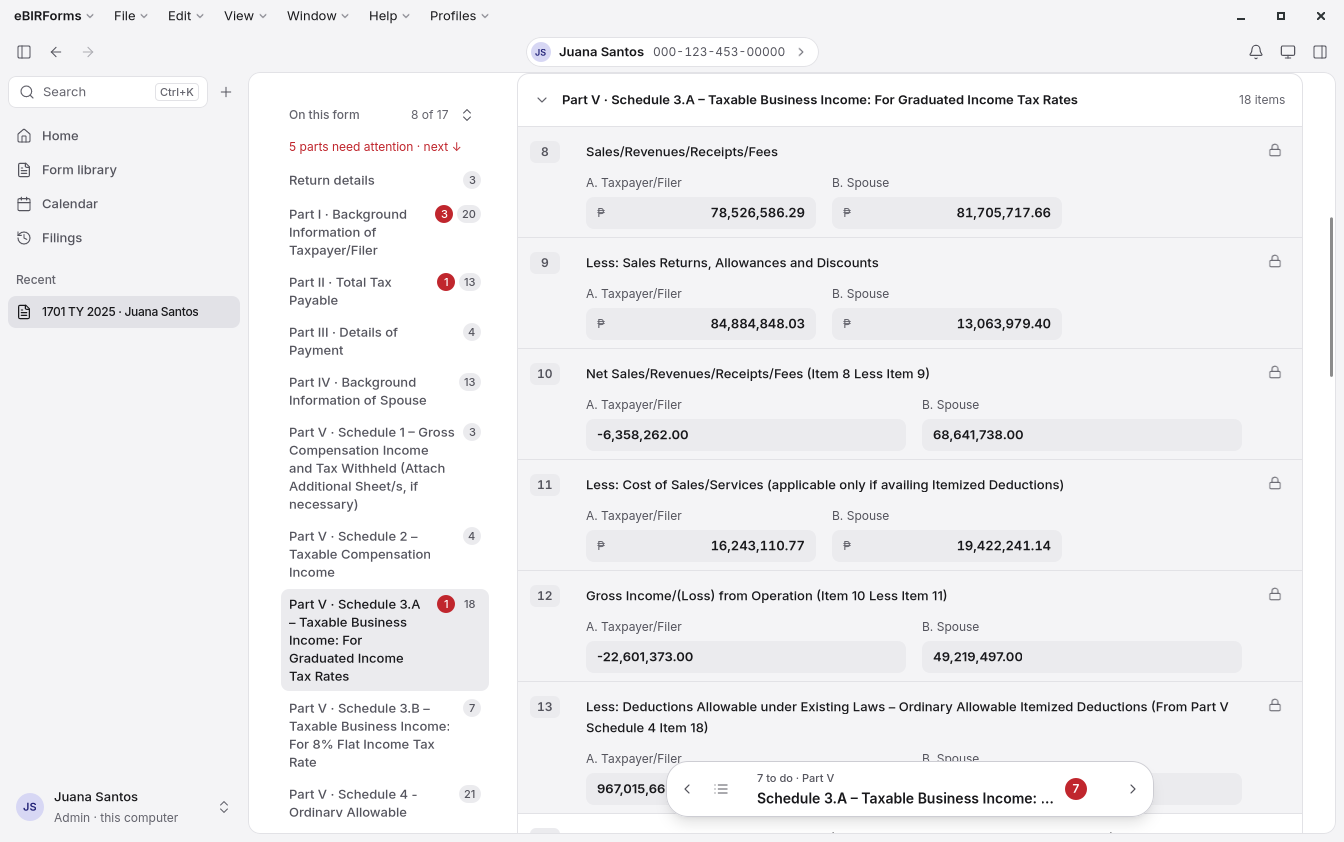 eBIRForms File Edit View Window Help Profiles
JS Juana Santos 000-123-453-00000
Search Ctrl+K
Home
Form library
Calendar
Filings
Recent
1701 TY 2025 · Juana Santos
JS Juana Santos
Admin · this computer
On this form 8 of 17
5 parts need attention · next ↓
Return details 3
Part I · Background 3 20
Information of
Taxpayer/Filer
Part II · Total Tax 1 13
Payable
Part III · Details of 4
Payment
Part IV · Background 13
Information of Spouse
Part V · Schedule 1 – Gross 3
Compensation Income
and Tax Withheld (Attach
Additional Sheet/s, if
necessary)
Part V · Schedule 2 – 4
Taxable Compensation
Income
Part V · Schedule 3.A 1 18
– Taxable Business
Income: For
Graduated Income
Tax Rates
Part V · Schedule 3.B – 7
Taxable Business Income:
For 8% Flat Income Tax
Rate
Part V · Schedule 4 - 21
Ordinary Allowable
Part V · Schedule 3.A – Taxable Business Income: For Graduated Income Tax Rates 18 items
8 Sales/Revenues/Receipts/Fees
A. Taxpayer/Filer B. Spouse
₱ 78,526,586.29 ₱ 81,705,717.66
9 Less: Sales Returns, Allowances and Discounts
A. Taxpayer/Filer B. Spouse
₱ 84,884,848.03 ₱ 13,063,979.40
10 Net Sales/Revenues/Receipts/Fees (Item 8 Less Item 9)
A. Taxpayer/Filer B. Spouse
-6,358,262.00 68,641,738.00
11 Less: Cost of Sales/Services (applicable only if availing Itemized Deductions)
A. Taxpayer/Filer B. Spouse
₱ 16,243,110.77 ₱ 19,422,241.14
12 Gross Income/(Loss) from Operation (Item 10 Less Item 11)
A. Taxpayer/Filer B. Spouse
-22,601,373.00 49,219,497.00
13 Less: Deductions Allowable under Existing Laws – Ordinary Allowable Itemized Deductions (From Part V
Schedule 4 Item 18)
A. Taxpayer/Filer B. Spouse
967,015,66
7 to do · Part V
Schedule 3.A – Taxable Business Income: ... 7